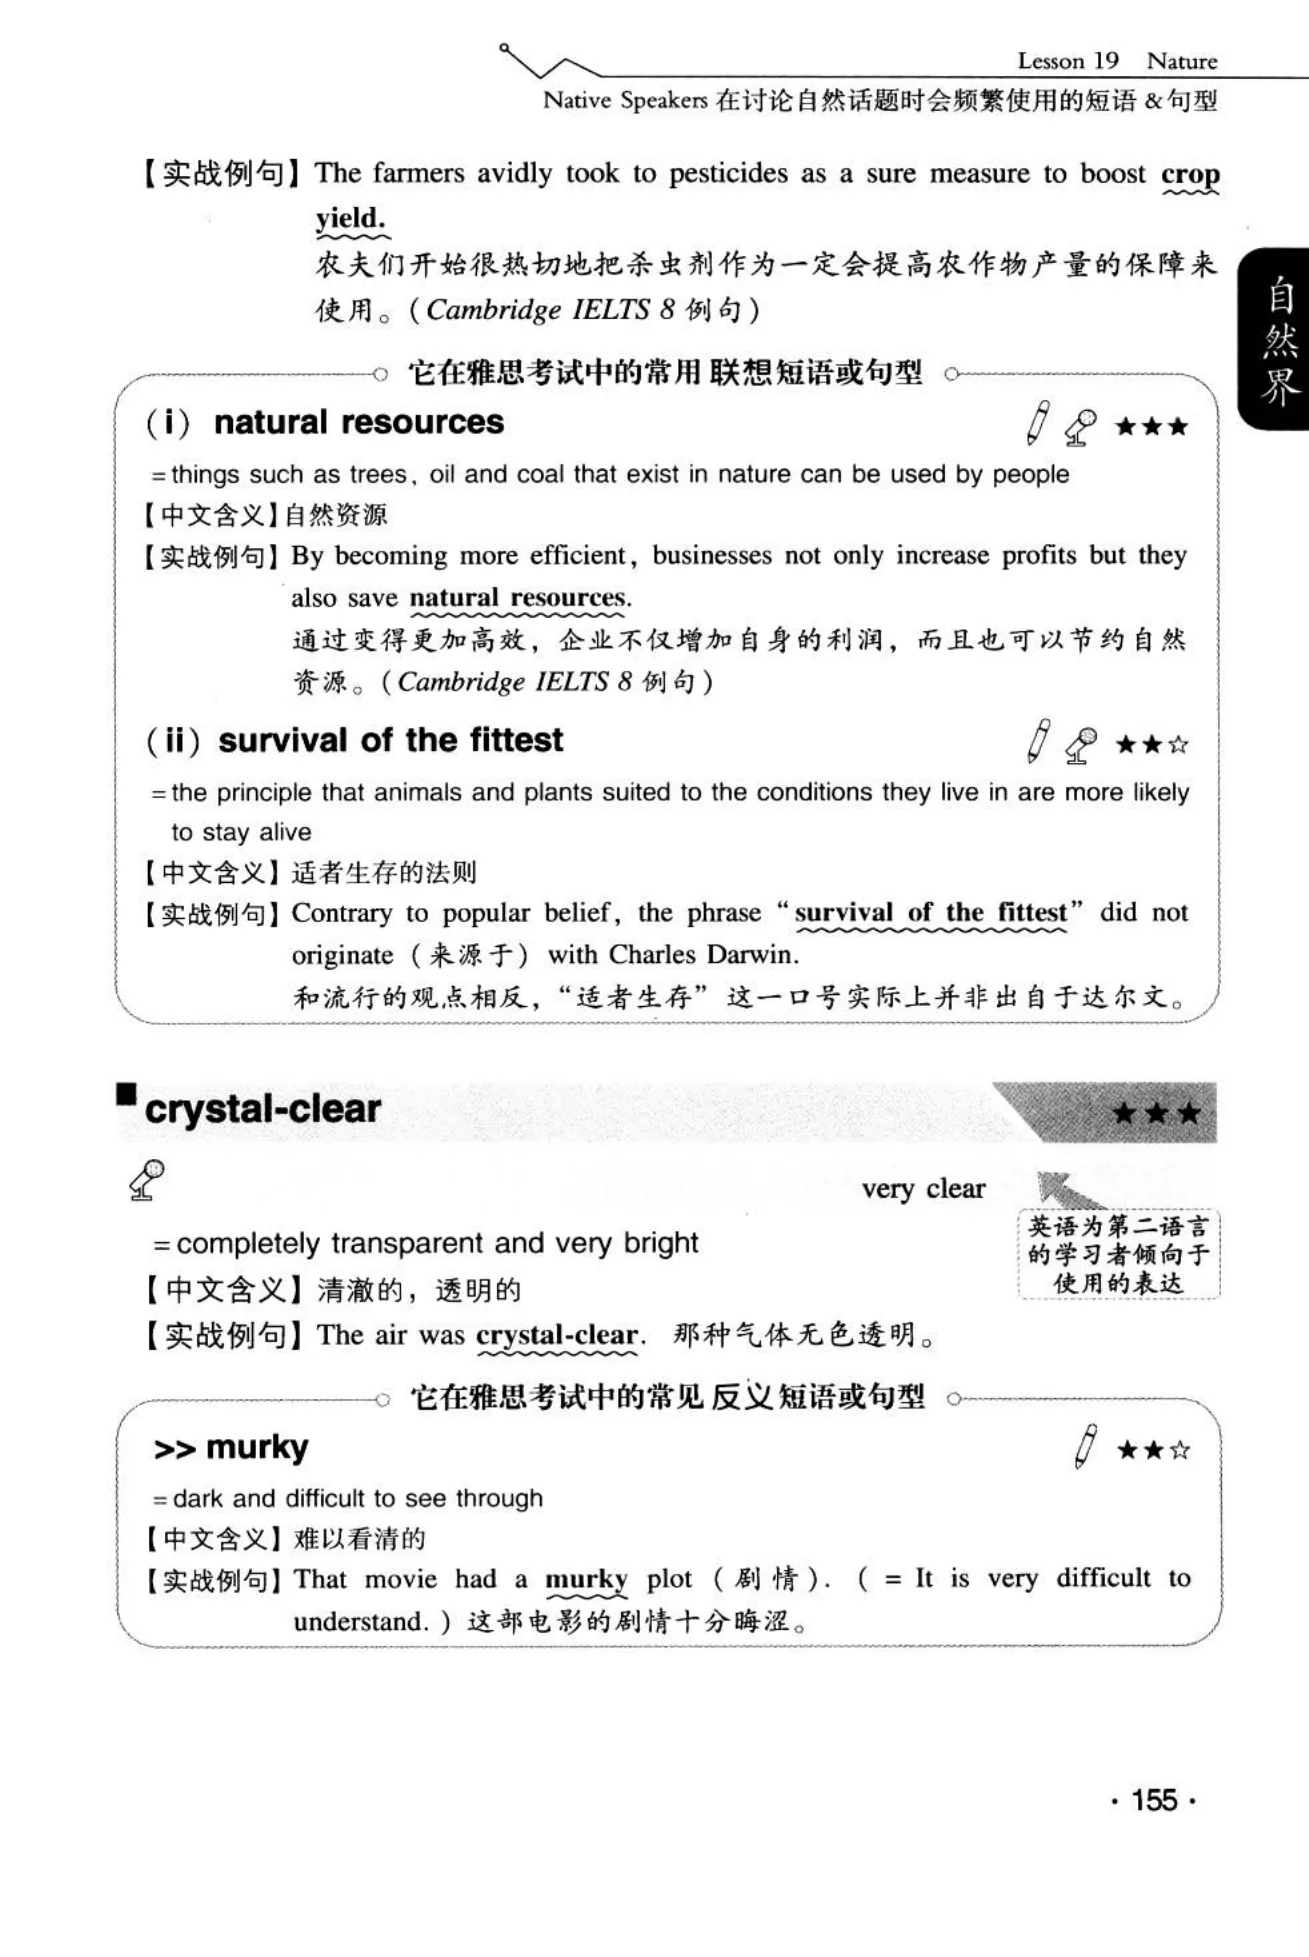 Lesson 19 Nature
Native Speakers 在讨论自然话题时会频繁使用的短语 & 句型
【实战例句】The farmers avidly took to pesticides as a sure measure to boost crop
yield.
农夫们开始很热切地把杀虫剂作为一定会提高农作物产量的保障来
使用。(Cambridge IELTS 8 例句)
自然界
它在雅思考试中的常用 联想短语或句型
(i) natural resources ★★★
=things such as trees, oil and coal that exist in nature can be used by people
【中文含义】自然资源
【实战例句】By becoming more efficient, businesses not only increase profits but they
also save natural resources.
通过变得更加高效，企业不仅增加自身的利润，而且也可以节约自然
资源。(Cambridge IELTS 8 例句)
(ii) survival of the fittest ★★☆
=the principle that animals and plants suited to the conditions they live in are more likely
to stay alive
【中文含义】适者生存的法则
【实战例句】Contrary to popular belief, the phrase “survival of the fittest” did not
originate (来源于) with Charles Darwin.
和流行的观点相反，“适者生存”这一口号实际上并非出自于达尔文。
crystal-clear ★★★
very clear
英语为第二语言
的学习者倾向于
使用的表达
=completely transparent and very bright
【中文含义】清澈的，透明的
【实战例句】The air was crystal-clear. 那种气体无色透明。
它在雅思考试中的常见 反义 短语或句型
>> murky ★★☆
=dark and difficult to see through
【中文含义】难以看清的
【实战例句】That movie had a murky plot (剧情). ( = It is very difficult to
understand. ) 这部电影的剧情十分晦涩。
· 155 ·